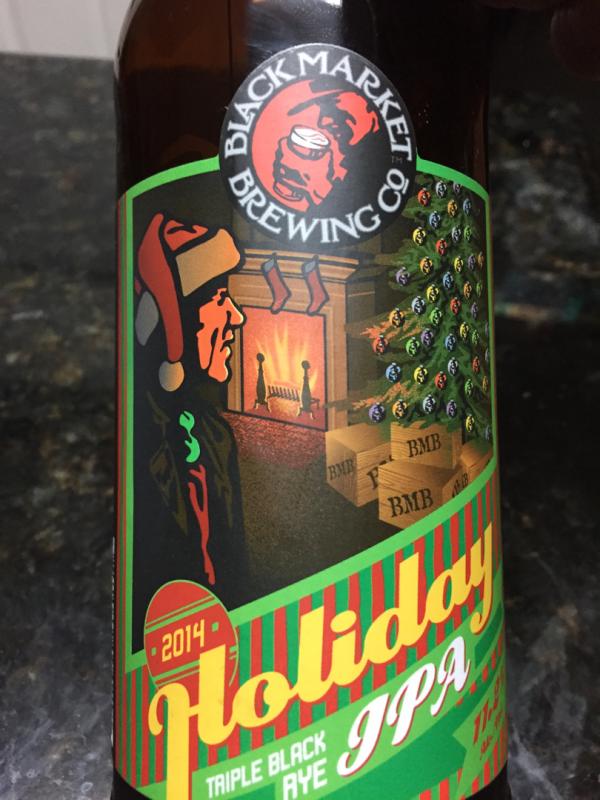 BLACK MARKET
BREWING CO
TM
BMB
BMB
BMB
2014
Holiday
IPA
TRIPLE BLACK
RYE